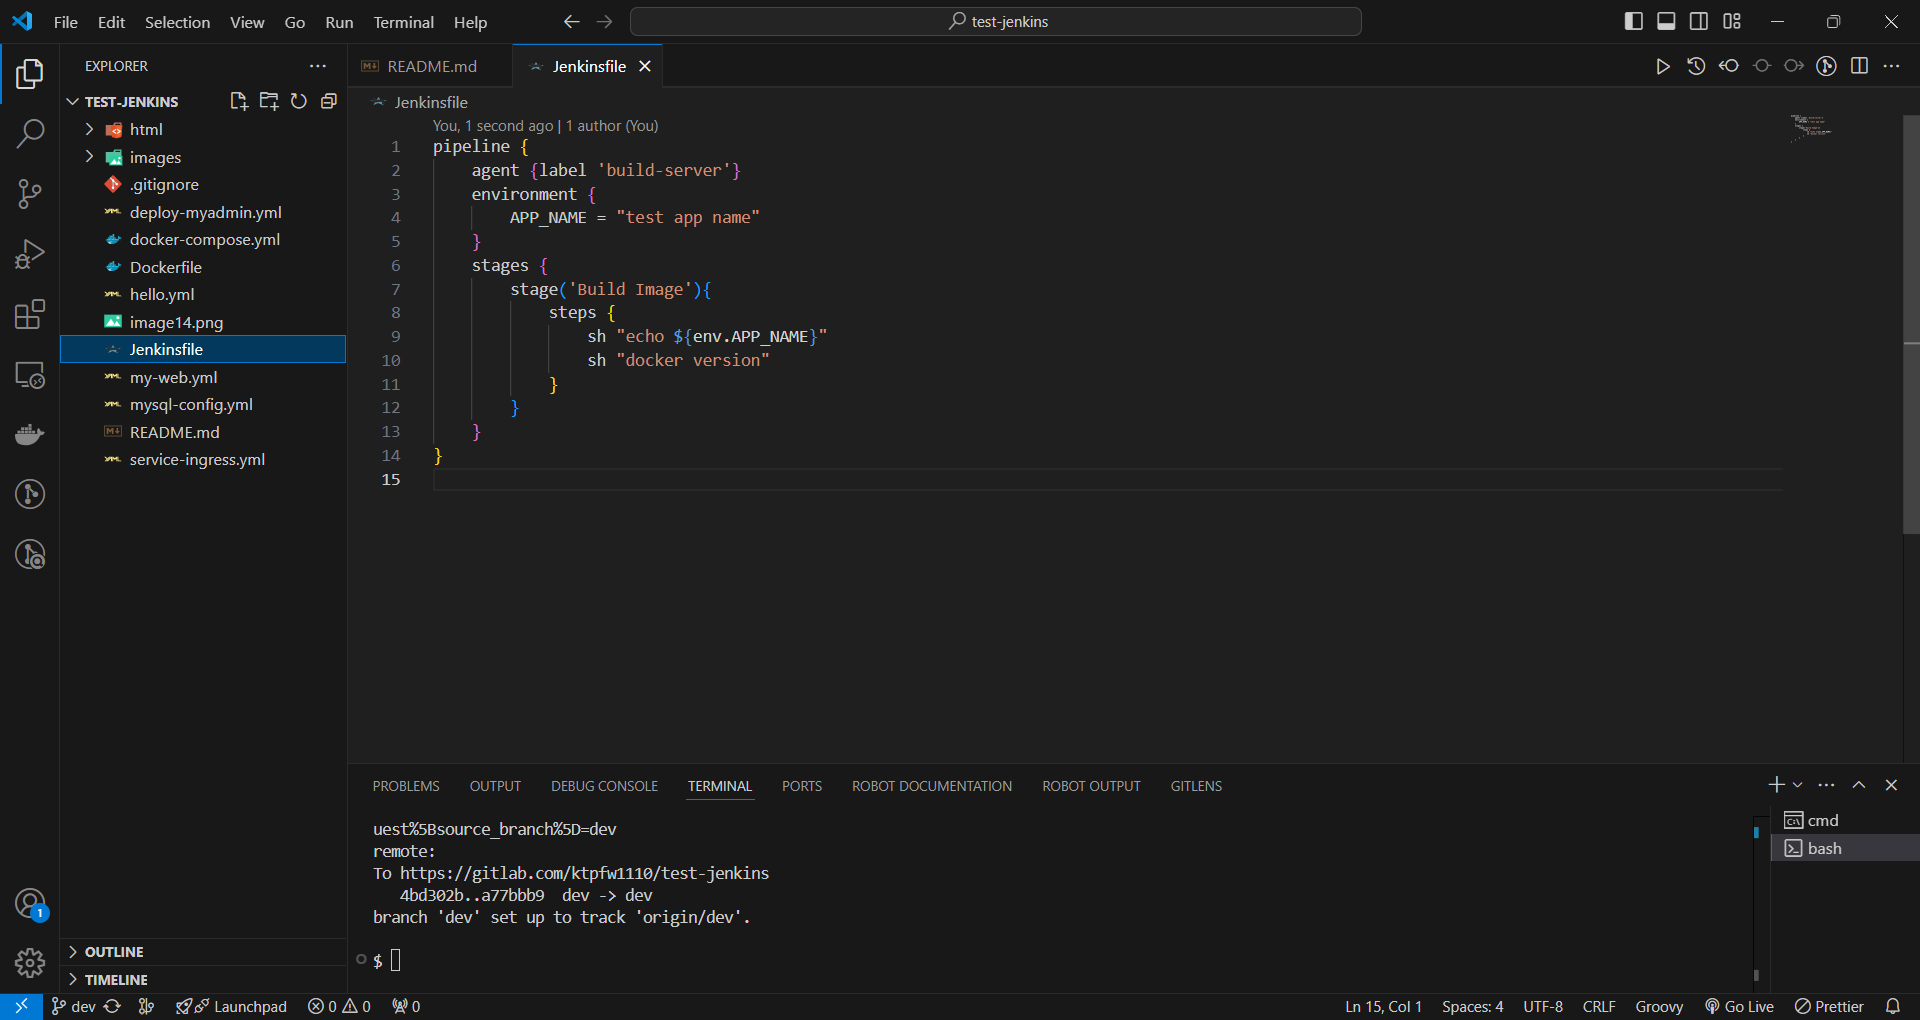 File Edit Selection View Go Run Terminal Help
test-jenkins
EXPLORER
TEST-JENKINS
html
images
.gitignore
deploy-myadmin.yml
docker-compose.yml
Dockerfile
hello.yml
image14.png
Jenkinsfile
my-web.yml
mysql-config.yml
README.md
service-ingress.yml
OUTLINE
TIMELINE
README.md
Jenkinsfile
Jenkinsfile
You, 1 second ago | 1 author (You)
1 pipeline {
2     agent {label 'build-server'}
3     environment {
4         APP_NAME = "test app name"
5     }
6     stages {
7         stage('Build Image'){
8             steps {
9                 sh "echo ${env.APP_NAME}"
10                 sh "docker version"
11             }
12         }
13     }
14 }
15
PROBLEMS OUTPUT DEBUG CONSOLE TERMINAL PORTS ROBOT DOCUMENTATION ROBOT OUTPUT GITLENS
uest%5Bsource_branch%5D=dev
remote:
To https://gitlab.com/ktpfw1110/test-jenkins
   4bd302b..a77bbb9  dev -> dev
branch 'dev' set up to track 'origin/dev'.
$
cmd
bash
1
dev Launchpad 0 0 0 Ln 15, Col 1 Spaces: 4 UTF-8 CRLF Groovy Go Live Prettier